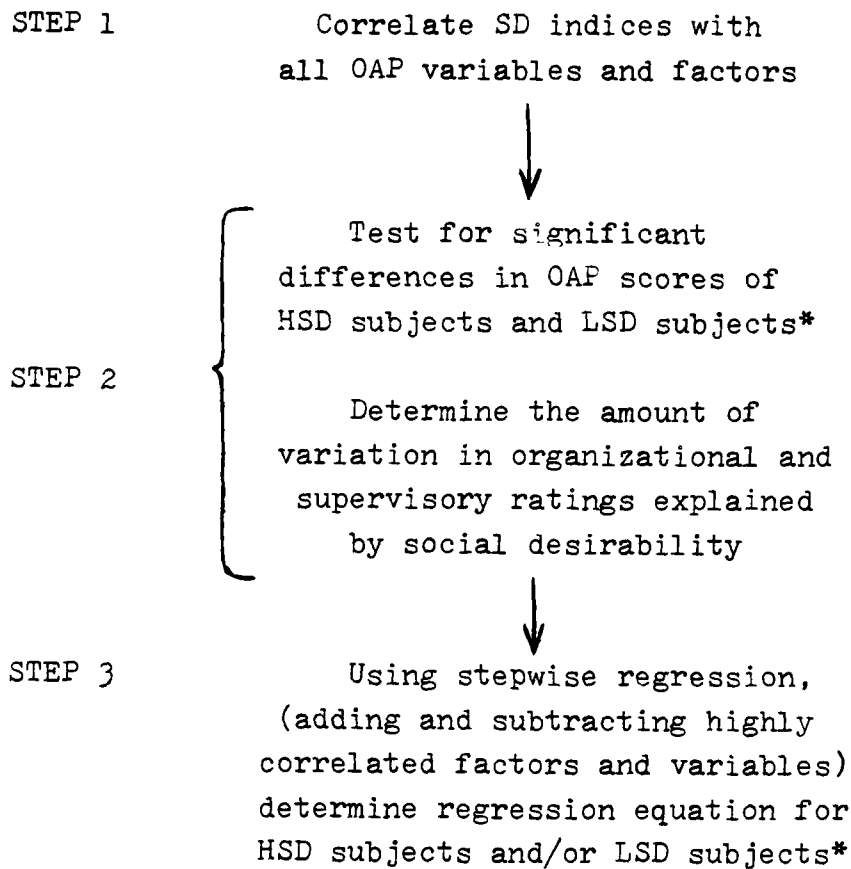 STEP 1
Correlate SD indices with
all OAP variables and factors
STEP 2
Test for significant
differences in OAP scores of
HSD subjects and LSD subjects*
Determine the amount of
variation in organizational and
supervisory ratings explained
by social desirability
STEP 3
Using stepwise regression,
(adding and subtracting highly
correlated factors and variables)
determine regression equation for
HSD subjects and/or LSD subjects*